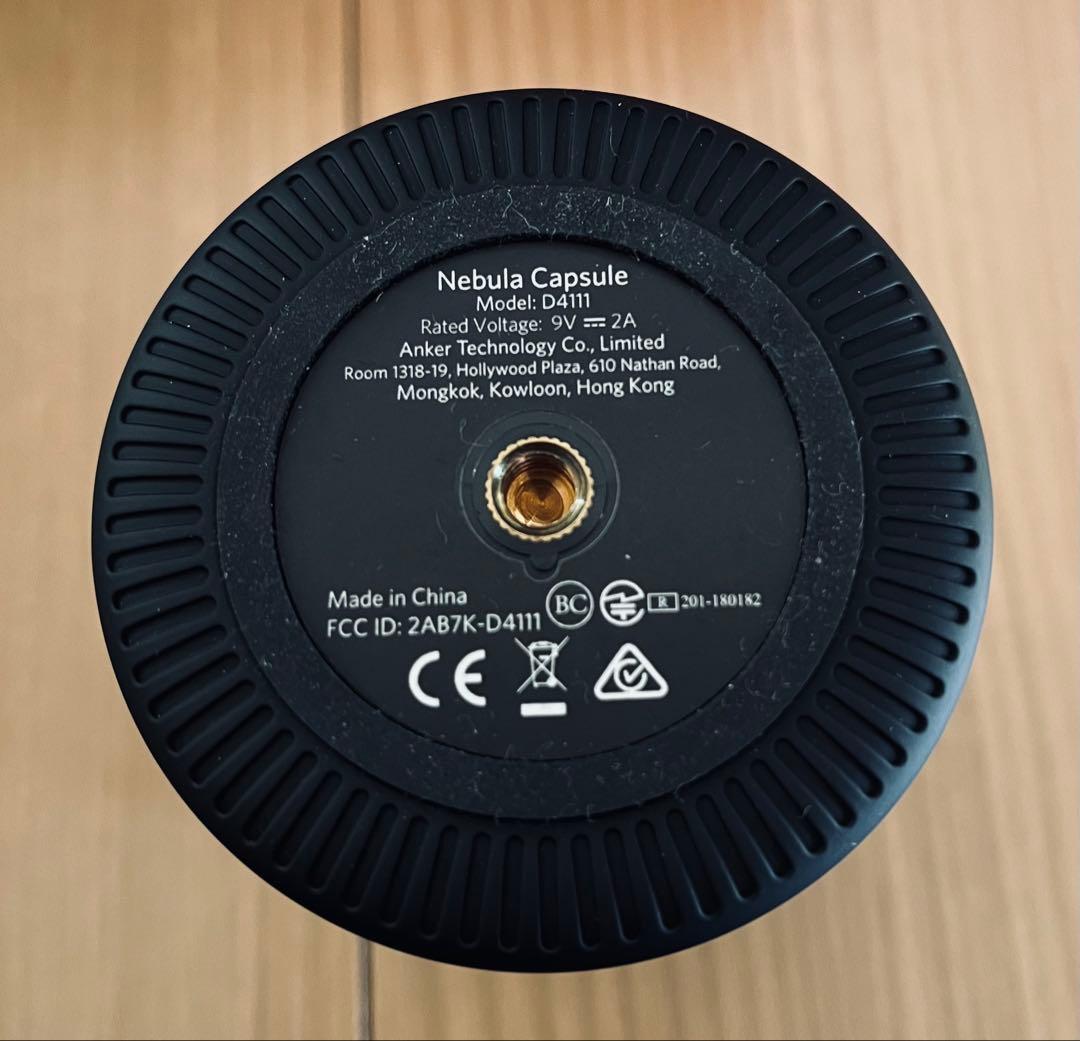 Nebula Capsule
Model: D4111
Rated Voltage: 9V ⎓ 2A
Anker Technology Co., Limited
Room 1318-19, Hollywood Plaza, 610 Nathan Road,
Mongkok, Kowloon, Hong Kong
Made in China
FCC ID: 2AB7K-D4111
BC
R 201-180182
CE